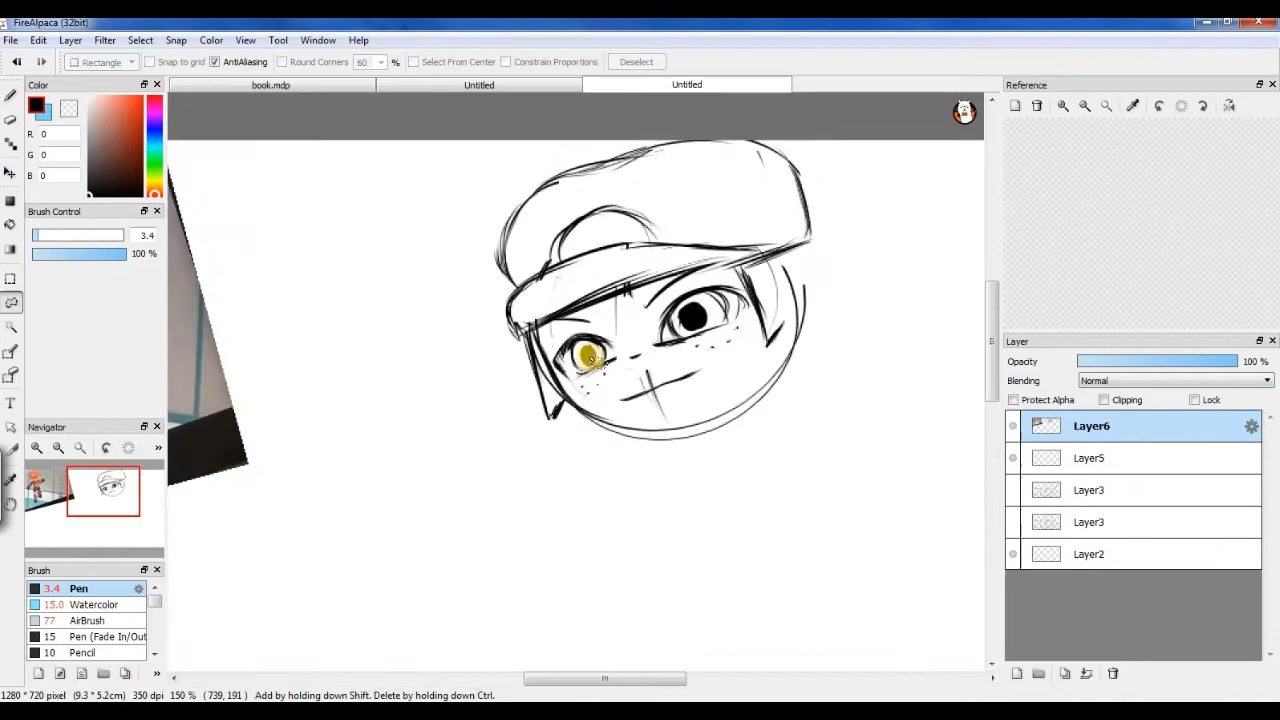 FireAlpaca (32bit)
File Edit Layer Filter Select Snap Color View Tool Window Help
Rectangle Snap to grid AntiAliasing Round Corners 60 % Select From Center Constrain Proportions Deselect
Color book.mdp Untitled Untitled Reference
R 0
G 0
B 0
Brush Control
3.4
100 %
Layer
Opacity 100 %
Blending Normal
Protect Alpha Clipping Lock
Layer6
Navigator
Layer5
Layer3
Layer3
Layer2
Brush
3.4 Pen
15.0 Watercolor
77 AirBrush
15 Pen (Fade In/Out
10 Pencil
1280 * 720 pixel (9.3 * 5.2cm) 350 dpi 150 % (739, 191) Add by holding down Shift. Delete by holding down Ctrl.